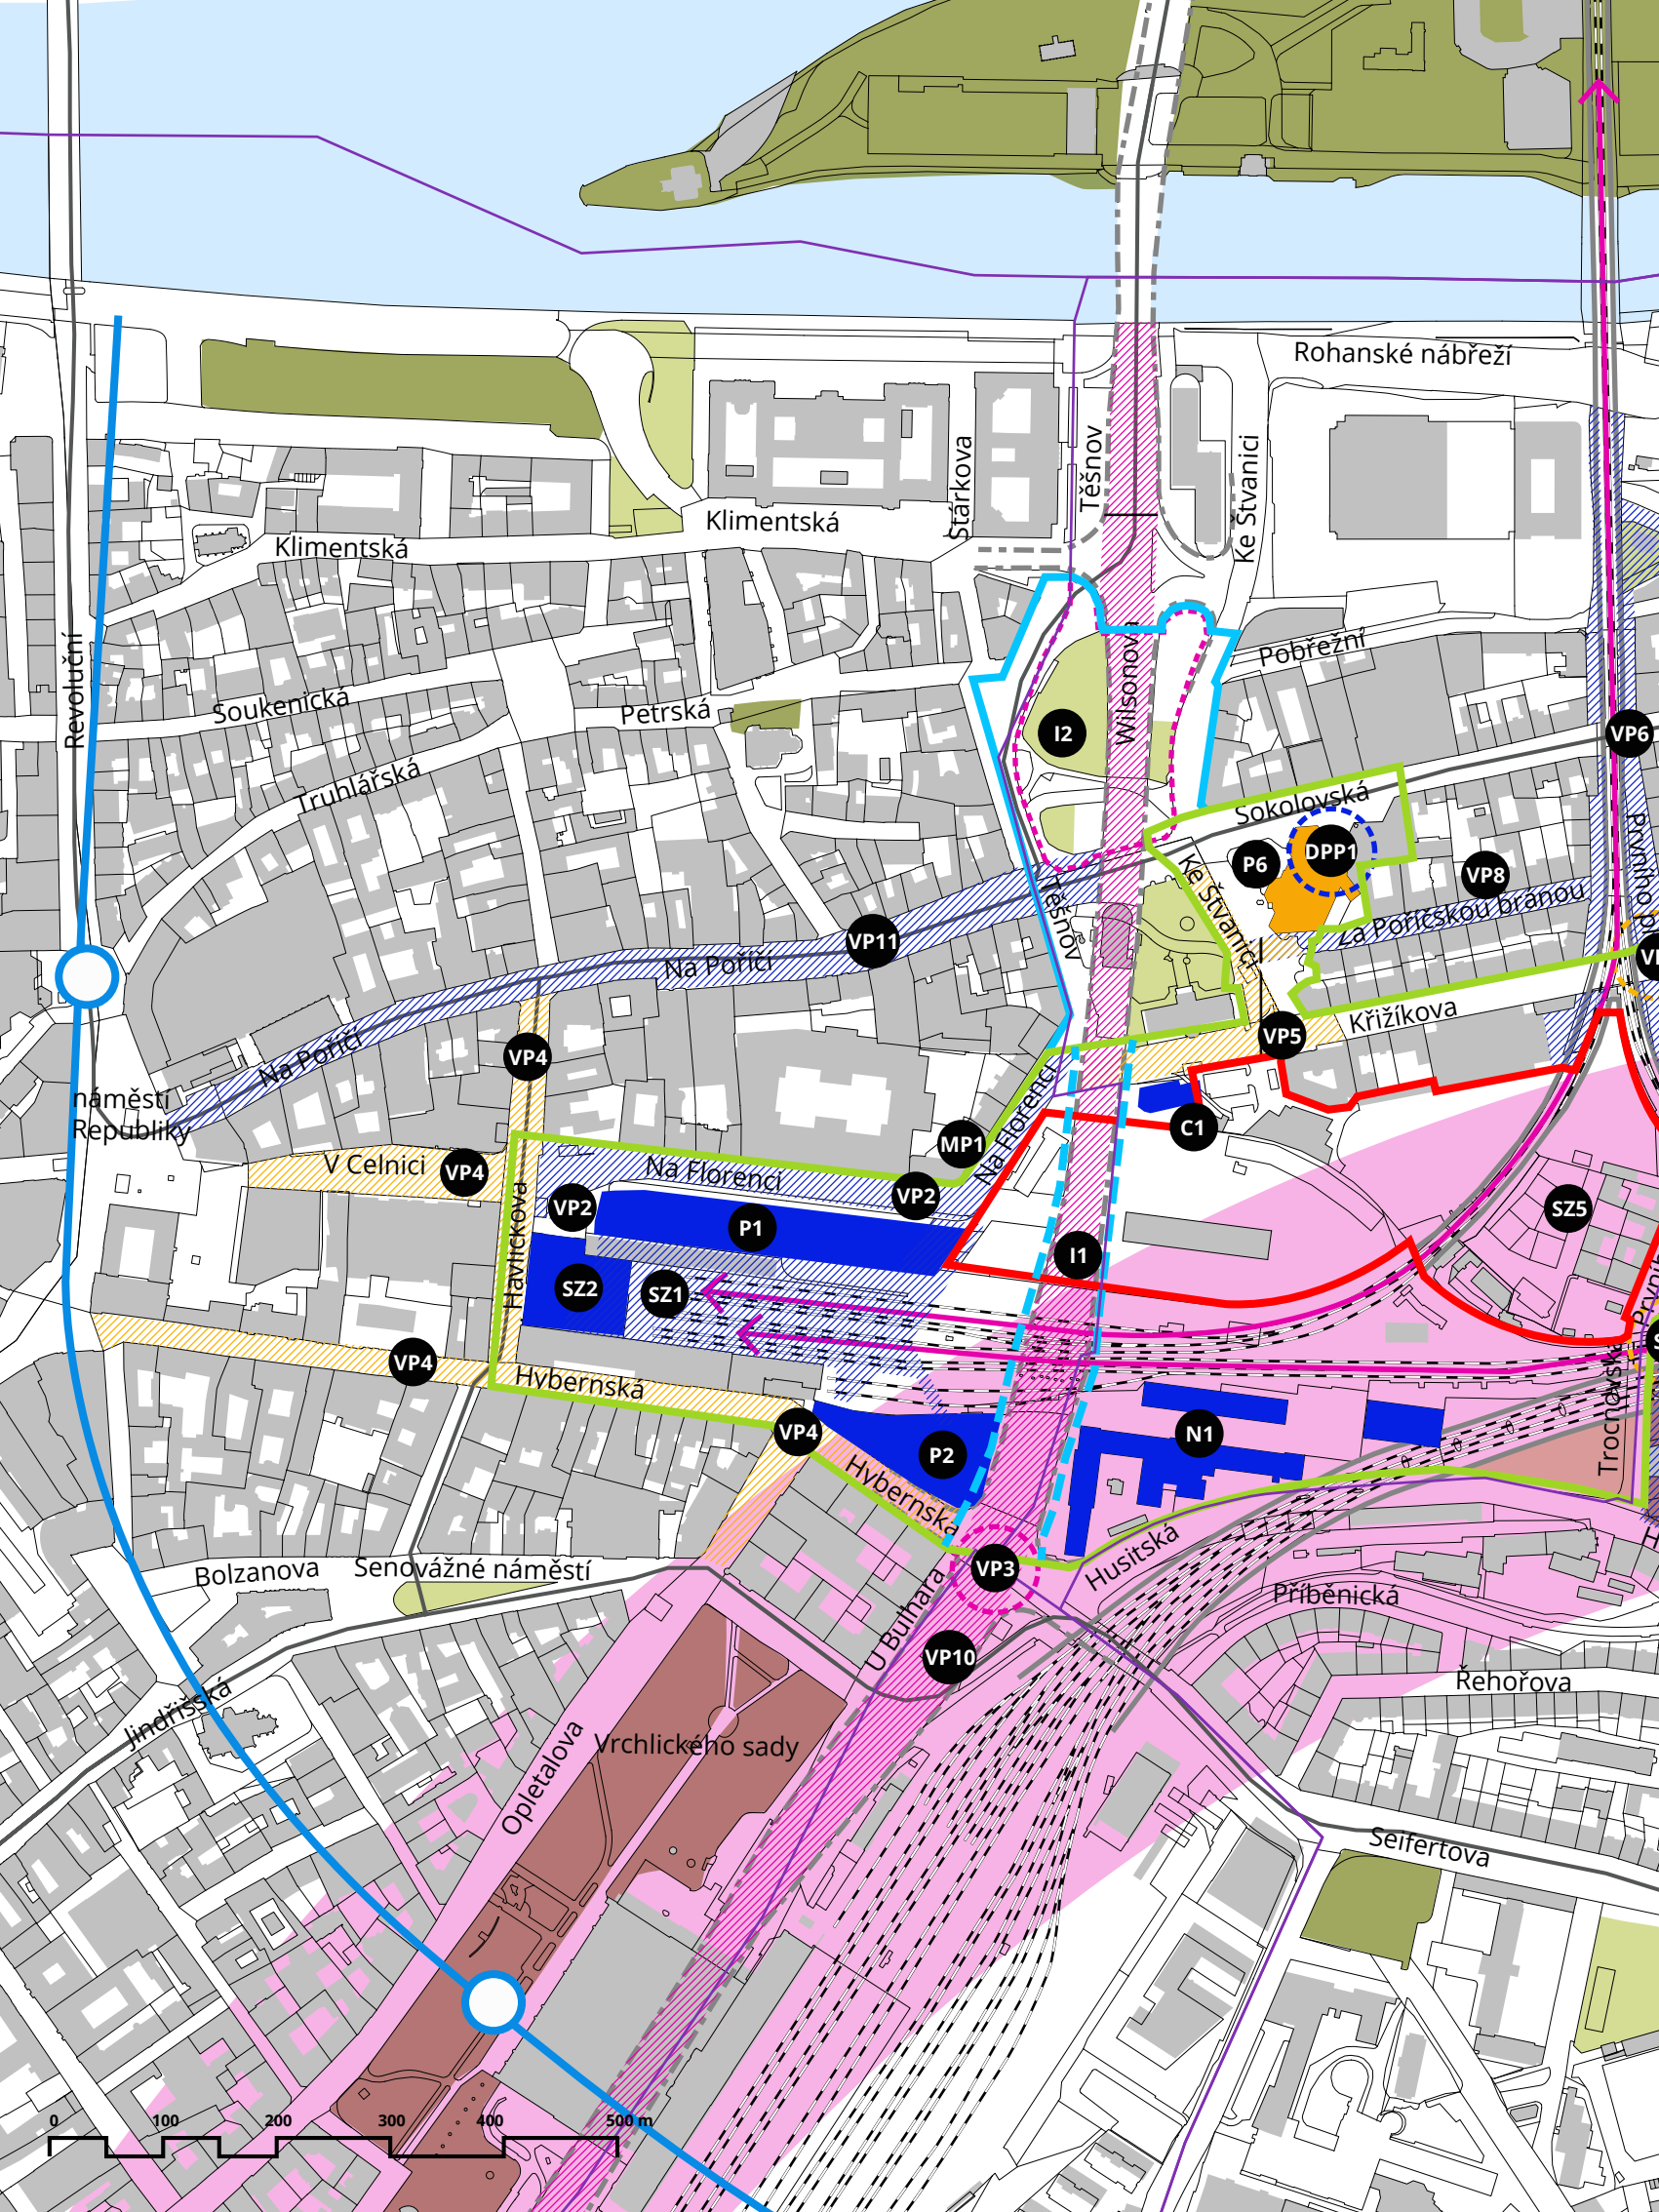 Rohanské nábřeží
Stárkova
Těšnov
Ke Štvanici
Klimentská
Klimentská
Revoluční
Wilsonova
Pobřežní
Soukenická
Petrská
I2
VP6
Truhlářská
Sokolovská
DPP1
P6
VP8
Ke Štvanici
Těšnov
Za Poříčskou bránou
VP11
Na Poříčí
Křižíkova
VP5
Na Poříčí
VP4
náměstí
Republiky
C1
MP1
Na Florenci
V Celnici
VP4
Na Florenci
VP2
VP2
P1
SZ5
Havlíčkova
I1
SZ2
SZ1
VP4
Hybernská
Trocnovská
VP4
P2
N1
Hybernská
Husitská
Bolzanova
Senovážné náměstí
VP3
U Bulhara
Příběnická
VP10
Řehořova
Jindřišská
Opletalova
Vrchlického sady
Seifertova
0 100 200 300 400 500 m